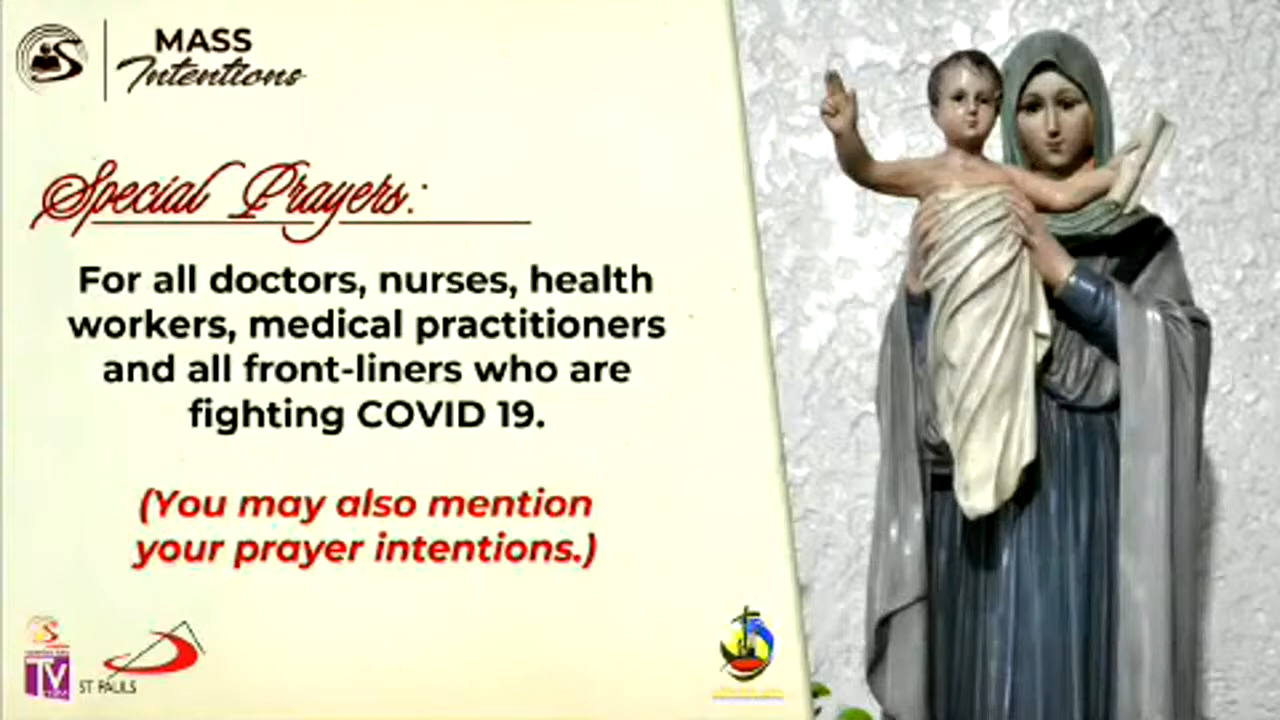 MASS
Intentions
Special Prayers:
For all doctors, nurses, health
workers, medical practitioners
and all front-liners who are
fighting COVID 19.
(You may also mention
your prayer intentions.)
TV
ST PAULS